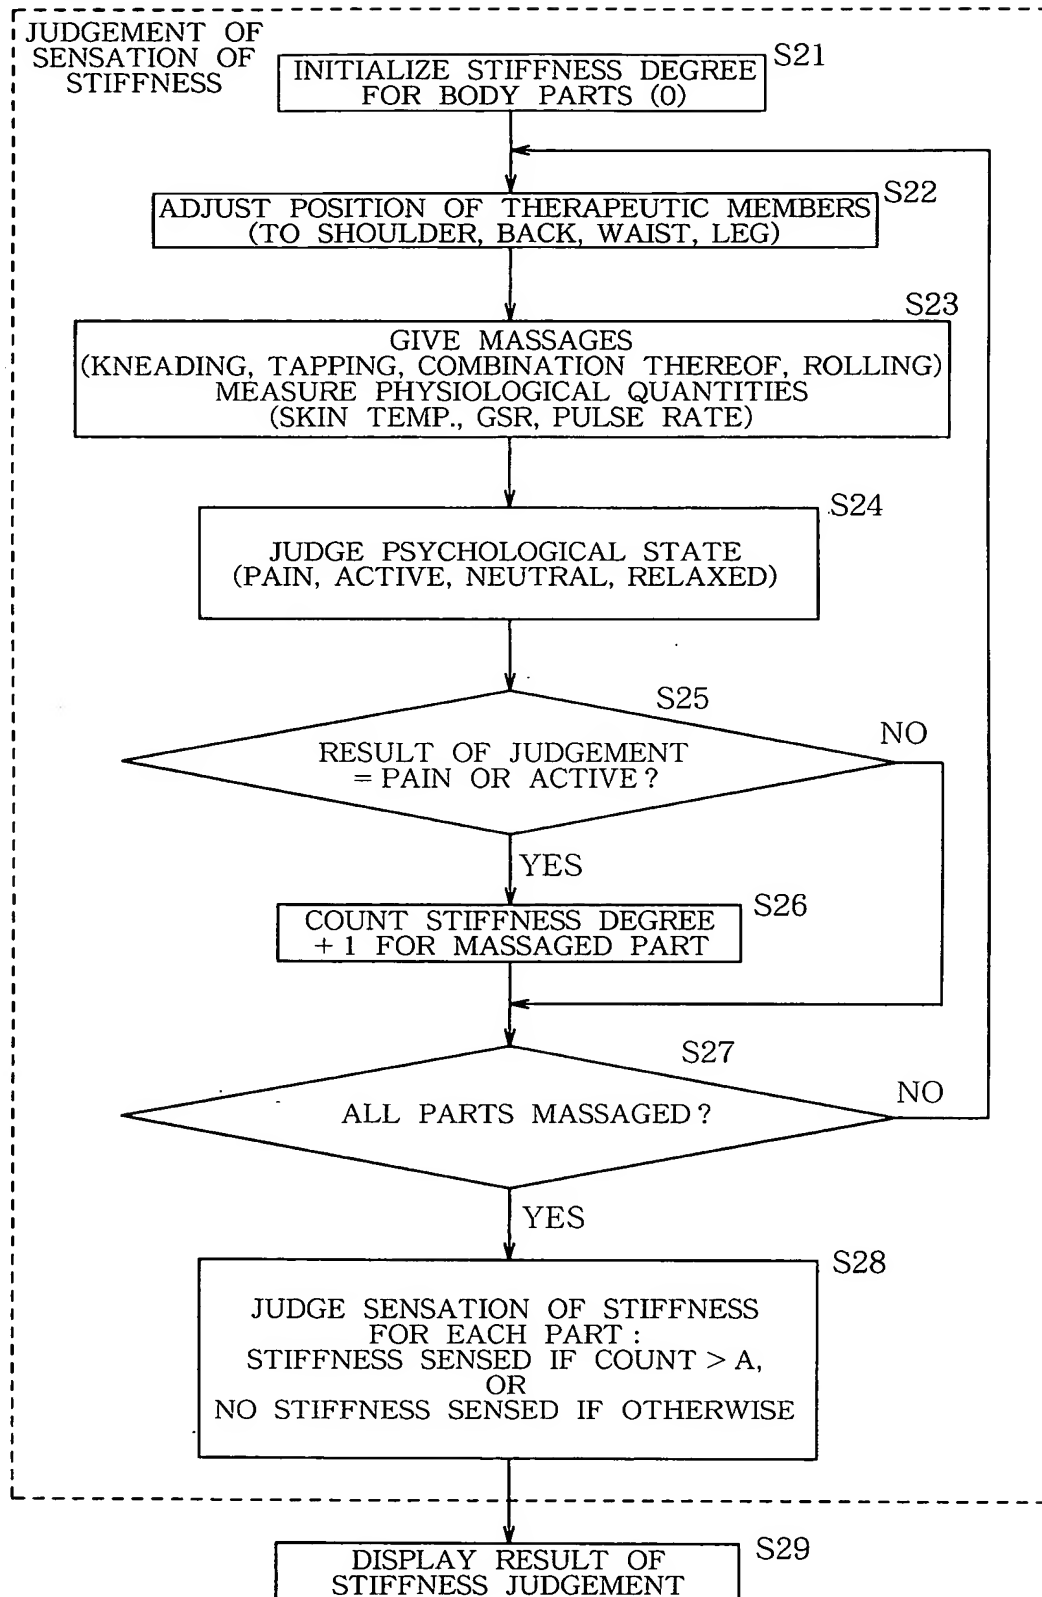 JUDGEMENT OF
SENSATION OF
STIFFNESS
S21
INITIALIZE STIFFNESS DEGREE
FOR BODY PARTS (0)
S22
ADJUST POSITION OF THERAPEUTIC MEMBERS
(TO SHOULDER, BACK, WAIST, LEG)
S23
GIVE MASSAGES
(KNEADING, TAPPING, COMBINATION THEREOF, ROLLING)
MEASURE PHYSIOLOGICAL QUANTITIES
(SKIN TEMP., GSR, PULSE RATE)
S24
JUDGE PSYCHOLOGICAL STATE
(PAIN, ACTIVE, NEUTRAL, RELAXED)
S25
RESULT OF JUDGEMENT
= PAIN OR ACTIVE ?
NO
YES
S26
COUNT STIFFNESS DEGREE
+ 1 FOR MASSAGED PART
S27
ALL PARTS MASSAGED ?
NO
YES
S28
JUDGE SENSATION OF STIFFNESS
FOR EACH PART :
STIFFNESS SENSED IF COUNT > A,
OR
NO STIFFNESS SENSED IF OTHERWISE
S29
DISPLAY RESULT OF
STIFFNESS JUDGEMENT